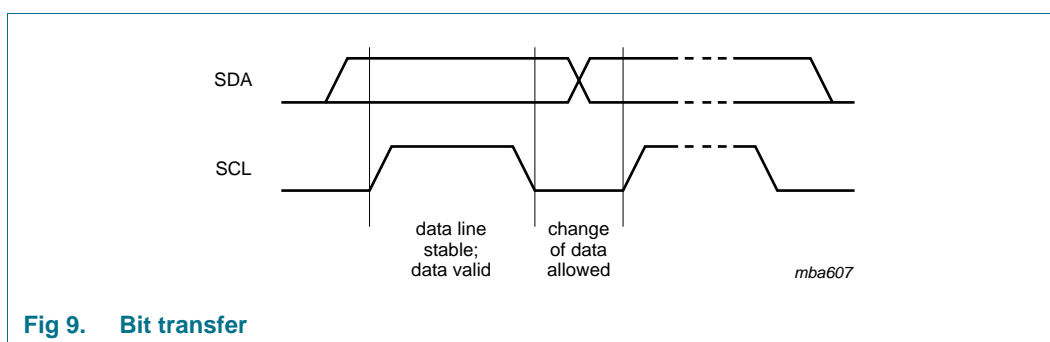 SDA
SCL
data line
stable;
data valid
change
of data
allowed
mba607
Fig 9. Bit transfer